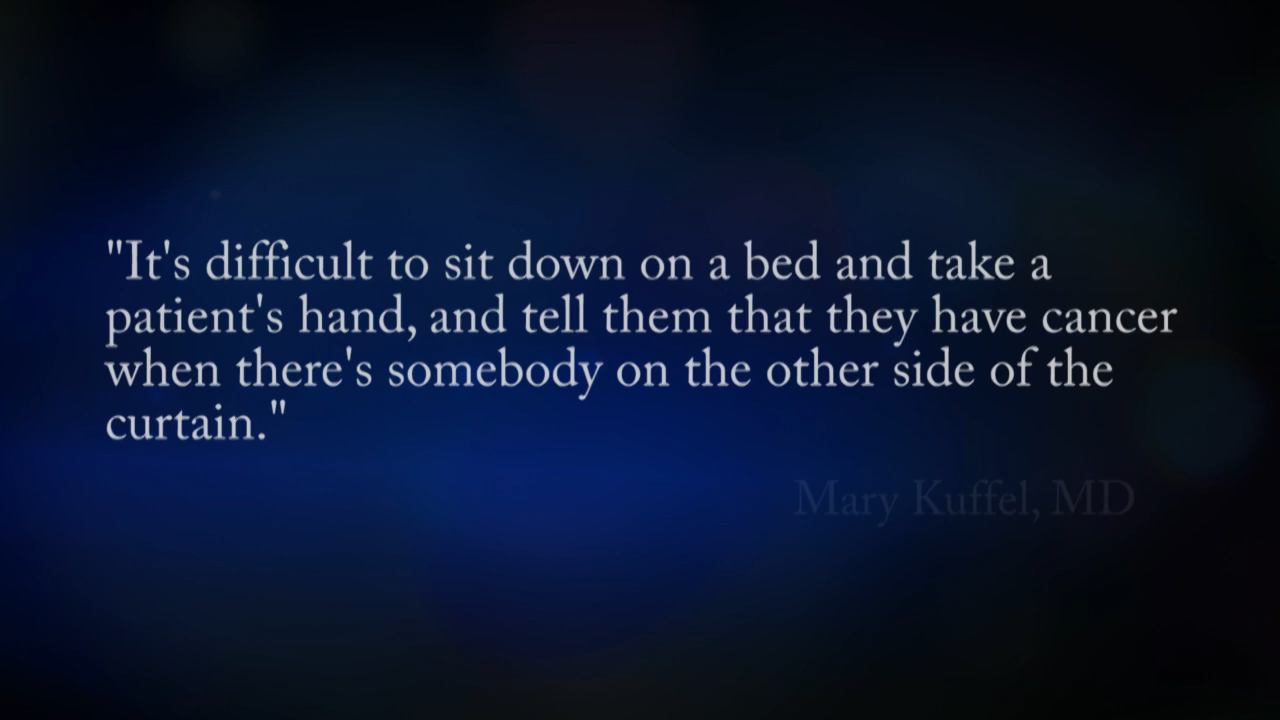 "It's difficult to sit down on a bed and take a
patient's hand, and tell them that they have cancer
when there's somebody on the other side of the
curtain."
Mary Kuffel, MD